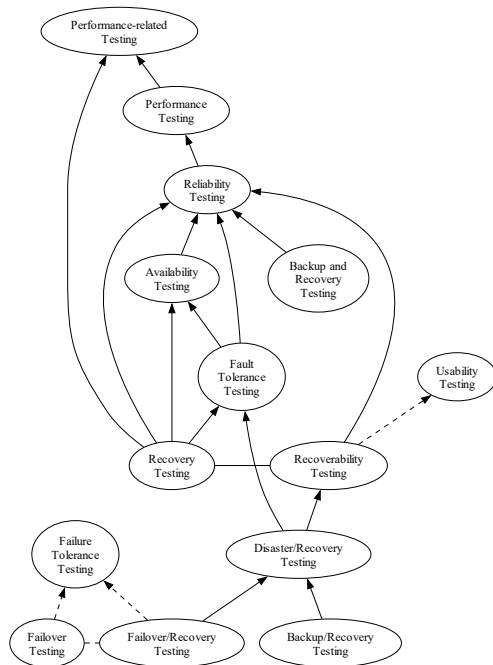 Performance-related
Testing
Performance
Testing
Reliability
Testing
Availability
Testing
Backup and
Recovery
Testing
Fault
Tolerance
Testing
Usability
Testing
Recovery
Testing
Recoverability
Testing
Failure
Tolerance
Testing
Disaster/Recovery
Testing
Failover
Testing
Failover/Recovery
Testing
Backup/Recovery
Testing